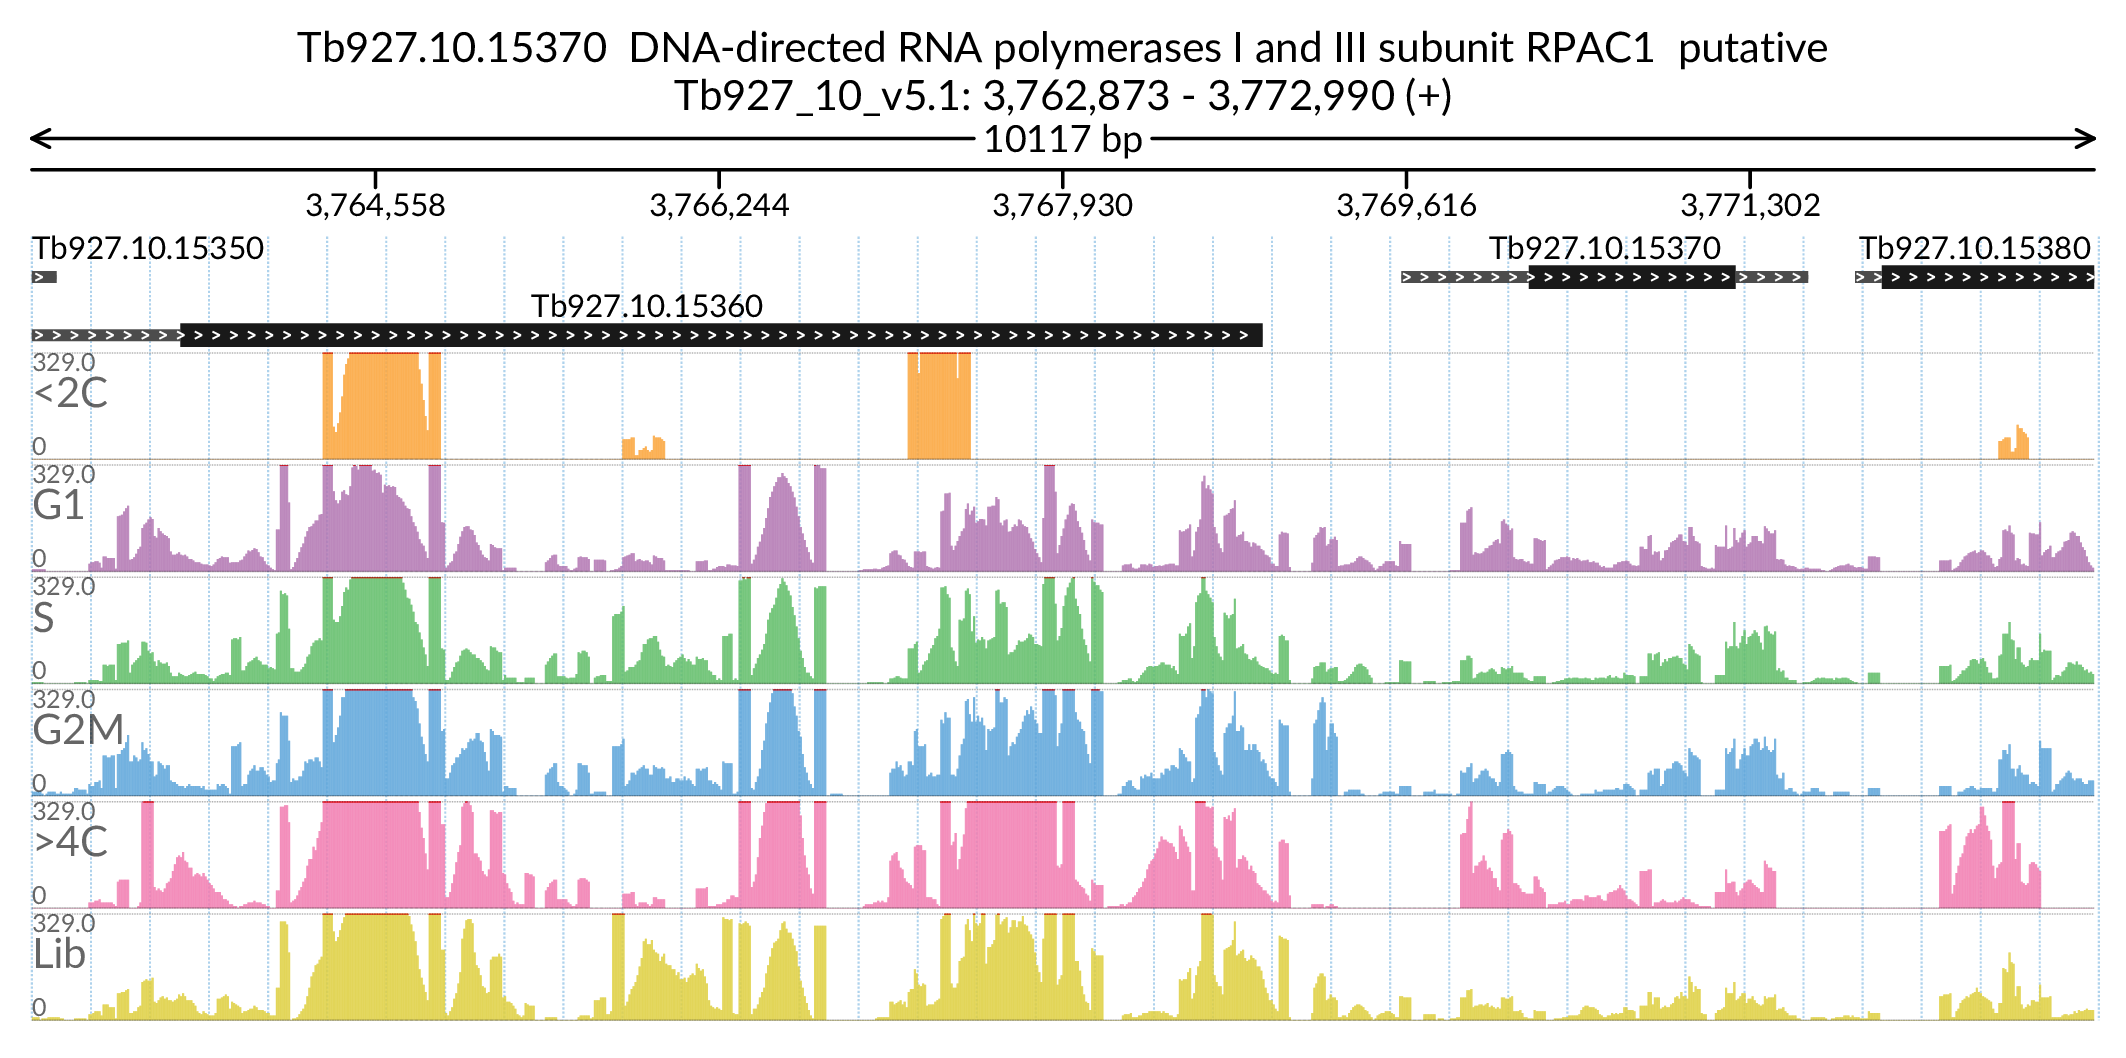 Tb927.10.15370 DNA-directed RNA polymerases I and III subunit RPAC1 putative
Tb927_10_v5.1: 3,762,873 - 3,772,990 (+)
10117 bp
3,764,558 3,766,244 3,767,930 3,769,616 3,771,302
Tb927.10.15350 Tb927.10.15370 Tb927.10.15380
Tb927.10.15360
329.0
<2C
0
329.0
G1
0
329.0
S
0
329.0
G2M
0
329.0
>4C
0
329.0
Lib
0